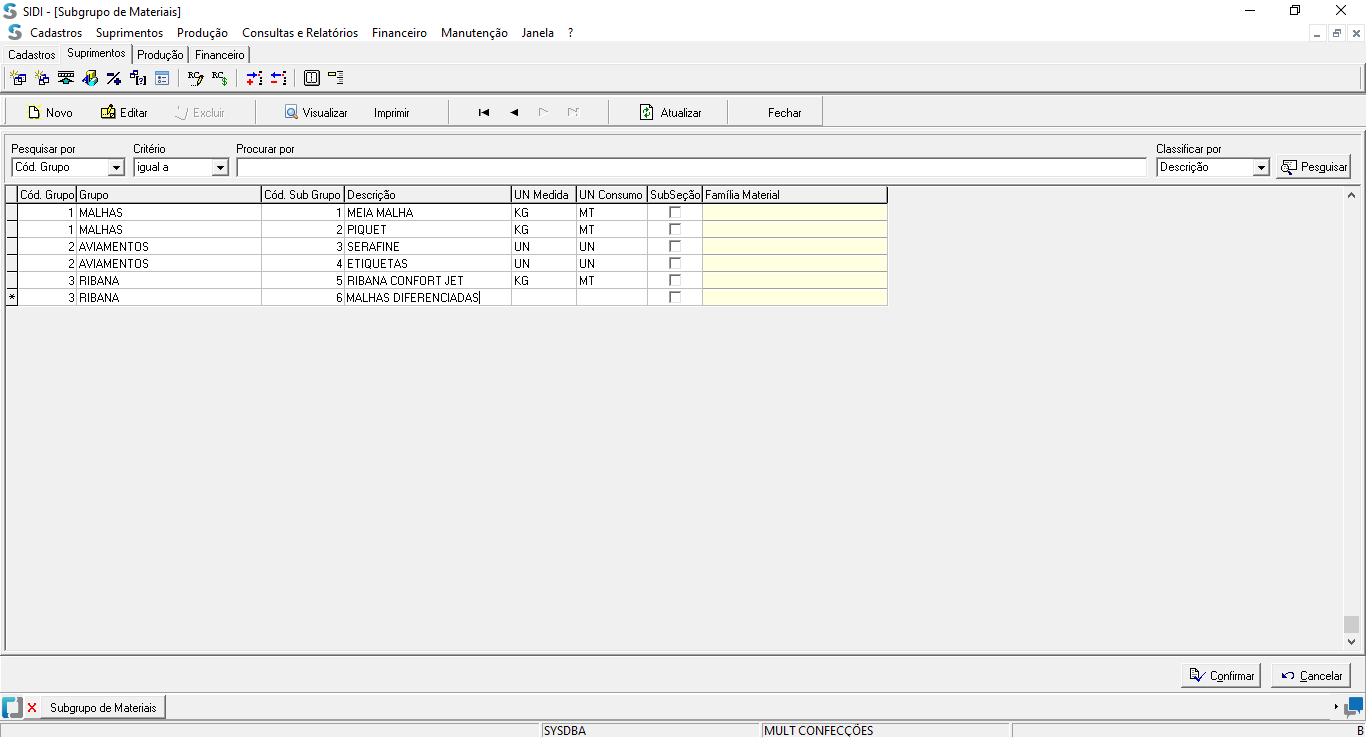 SIDI - [Subgrupo de Materiais]
Cadastros Suprimentos Produção Consultas e Relatórios Financeiro Manutenção Janela ?
Cadastros Suprimentos Produção Financeiro
Novo Editar Excluir Visualizar Imprimir Atualizar Fechar
Pesquisar por Critério Procurar por Classificar por
Cód. Grupo igual a Descrição Pesquisar
Cód. Grupo Grupo Cód. Sub Grupo Descrição UN Medida UN Consumo SubSeção Família Material
1 MALHAS 1 MEIA MALHA KG MT
1 MALHAS 2 PIQUET KG MT
2 AVIAMENTOS 3 SERAFINE UN UN
2 AVIAMENTOS 4 ETIQUETAS UN UN
3 RIBANA 5 RIBANA CONFORT JET KG MT
* 3 RIBANA 6 MALHAS DIFERENCIADAS
Confirmar Cancelar
Subgrupo de Materiais
SYSDBA MULT CONFECÇÕES B